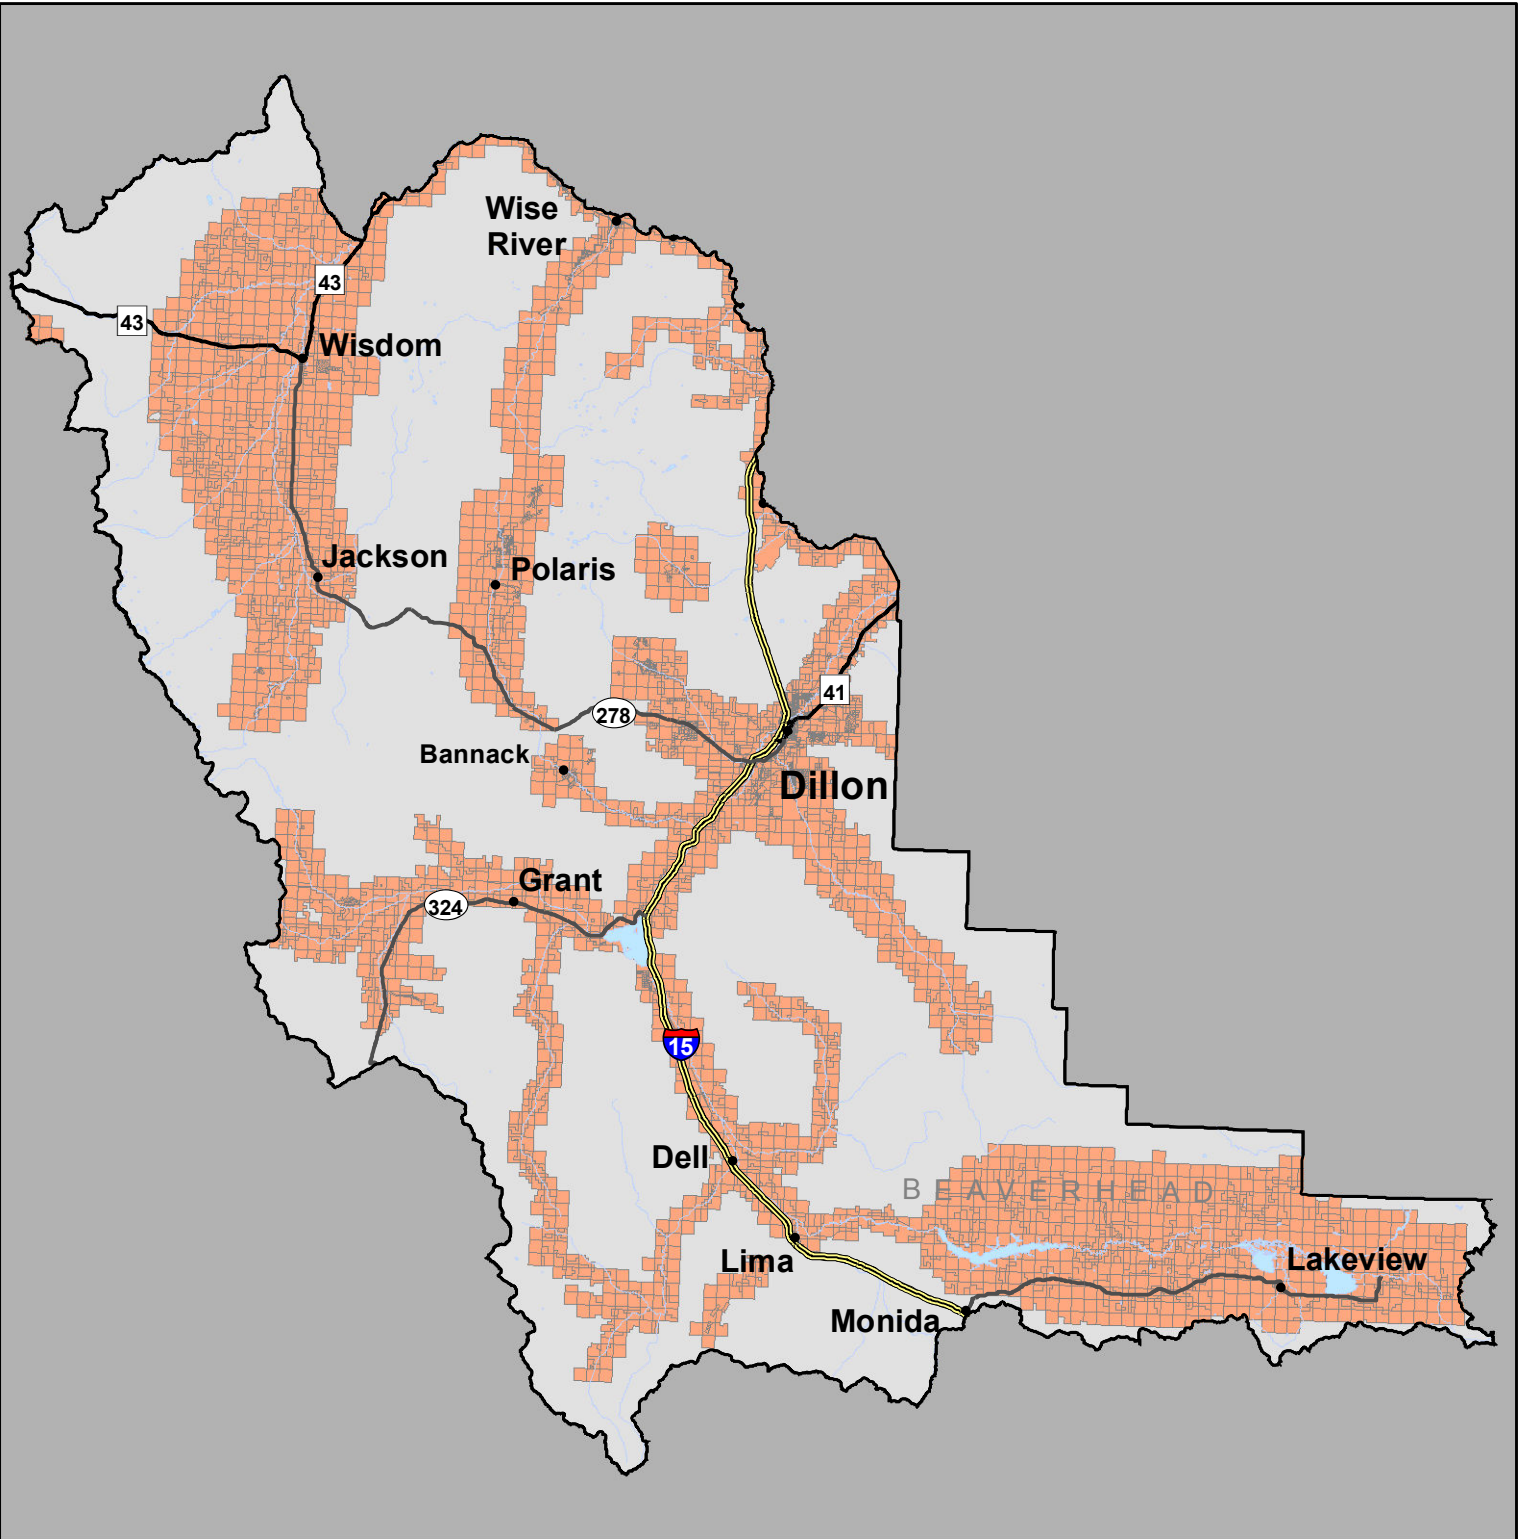 Wise
River
43
43
Wisdom
Jackson
Polaris
41
278
Bannack
Dillon
Grant
324
15
Dell
BEAVERHEAD
Lima
Lakeview
Monida